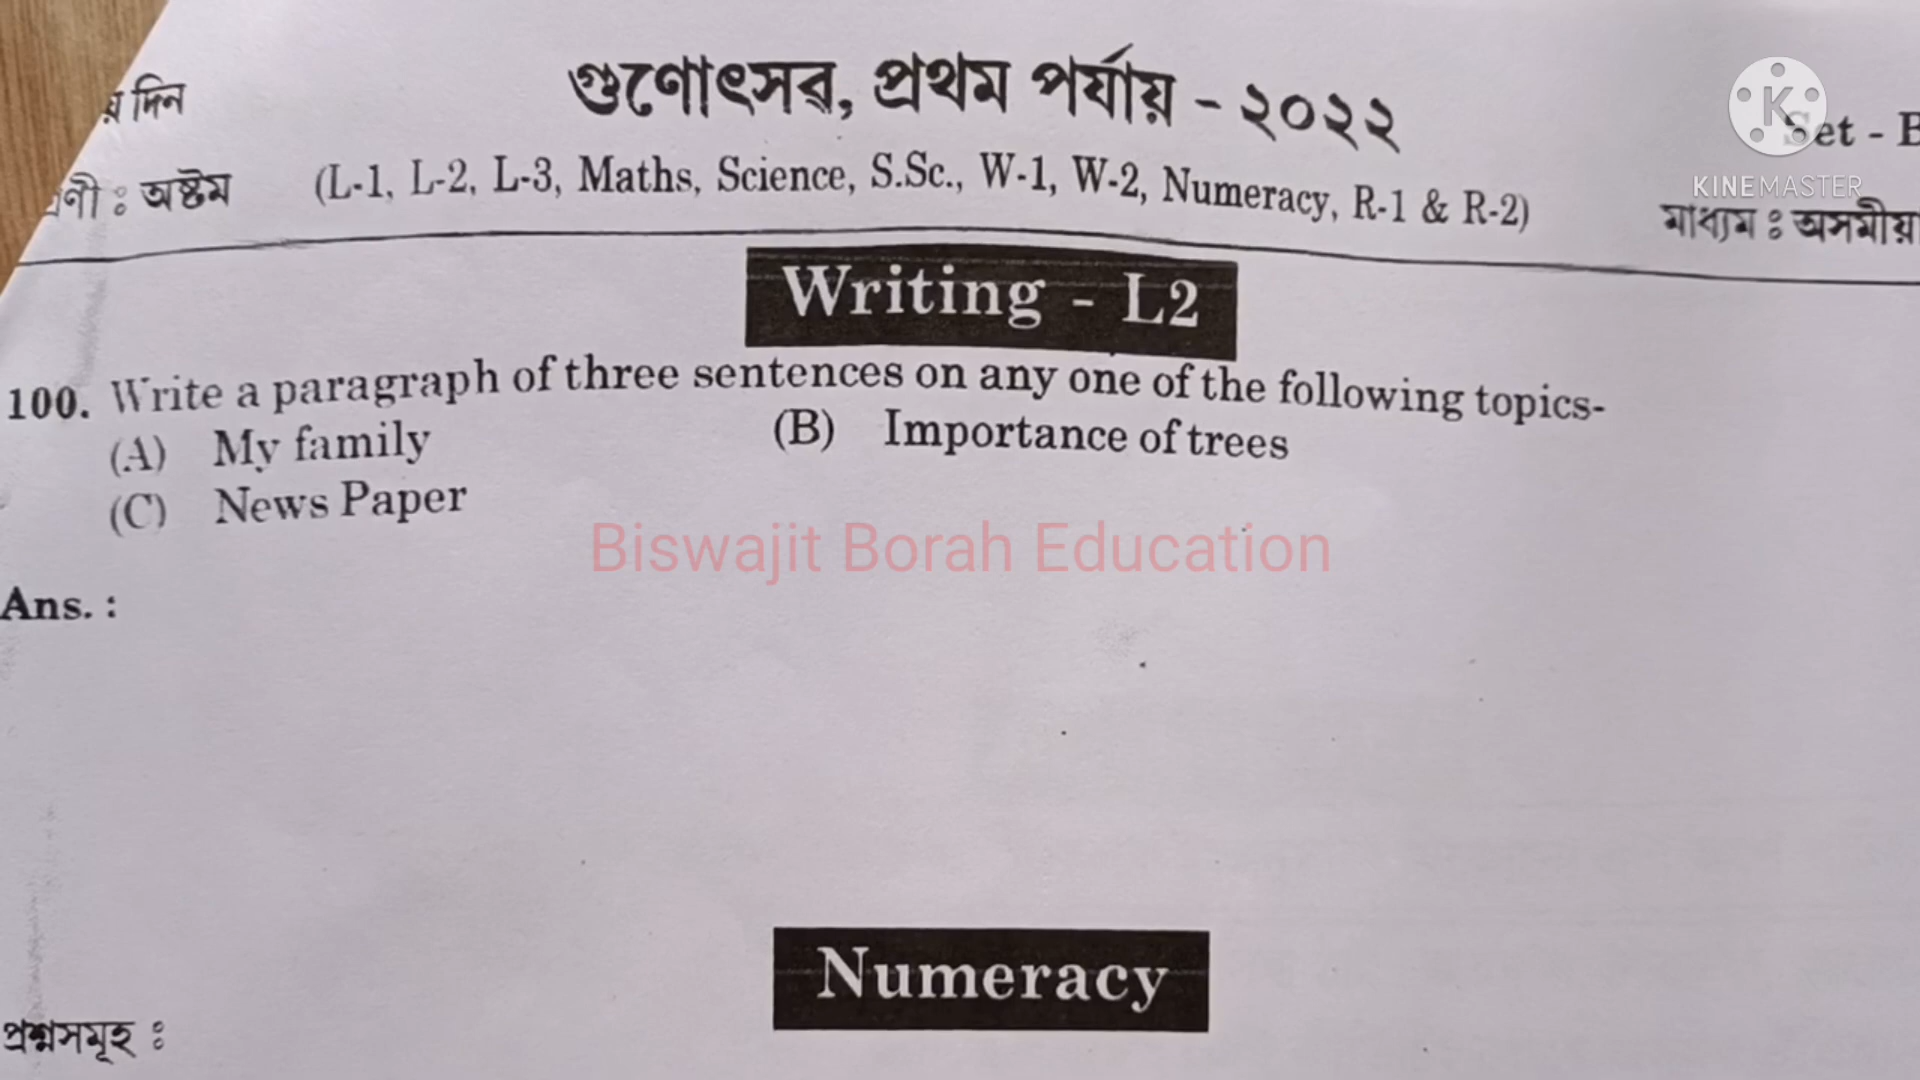 য় দিন
গুণোৎসৱ, প্ৰথম পৰ্যায় - ২০২২
Set - B
KINEMASTER
শ্ৰেণী : অষ্টম
(L-1, L-2, L-3, Maths, Science, S.Sc., W-1, W-2, Numeracy, R-1 & R-2)
মাধ্যম : অসমীয়া
Writing - L2
100. Write a paragraph of three sentences on any one of the following topics-
(A) My family (B) Importance of trees
(C) News Paper
Biswajit Borah Education
Ans. :
Numeracy
প্ৰশ্নসমূহ :